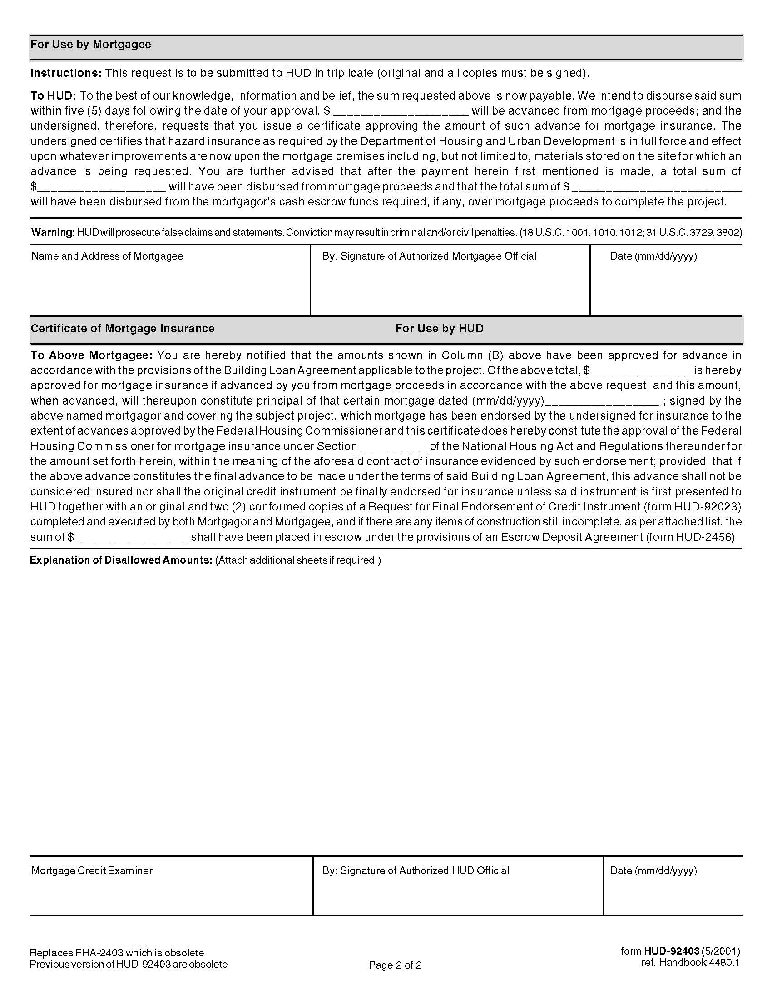 For Use by Mortgagee
Instructions: This request is to be submitted to HUD in triplicate (original and all copies must be signed).
To HUD: To the best of our knowledge, information and belief, the sum requested above is now payable. We intend to disburse said sum
within five (5) days following the date of your approval. $ ____________________ will be advanced from mortgage proceeds; and the
undersigned, therefore, requests that you issue a certificate approving the amount of such advance for mortgage insurance. The
undersigned certifies that hazard insurance as required by the Department of Housing and Urban Development is in full force and effect
upon whatever improvements are now upon the mortgage premises including, but not limited to, materials stored on the site for which an
advance is being requested. You are further advised that after the payment herein first mentioned is made, a total sum of
$___________________ will have been disbursed from mortgage proceeds and that the total sum of $ _________________________
will have been disbursed from the mortgagor's cash escrow funds required, if any, over mortgage proceeds to complete the project.
Warning: HUD will prosecute false claims and statements. Conviction may result in criminal and/or civil penalties. (18 U.S.C. 1001, 1010, 1012; 31 U.S.C. 3729, 3802)
Name and Address of Mortgagee
By: Signature of Authorized Mortgagee Official
Date (mm/dd/yyyy)
Certificate of Mortgage Insurance For Use by HUD
To Above Mortgagee: You are hereby notified that the amounts shown in Column (B) above have been approved for advance in
accordance with the provisions of the Building Loan Agreement applicable to the project. Of the above total, $ _______________ is hereby
approved for mortgage insurance if advanced by you from mortgage proceeds in accordance with the above request, and this amount,
when advanced, will thereupon constitute principal of that certain mortgage dated (mm/dd/yyyy)_________________ ; signed by the
above named mortgagor and covering the subject project, which mortgage has been endorsed by the undersigned for insurance to the
extent of advances approved by the Federal Housing Commissioner and this certificate does hereby constitute the approval of the Federal
Housing Commissioner for mortgage insurance under Section __________ of the National Housing Act and Regulations thereunder for
the amount set forth herein, within the meaning of the aforesaid contract of insurance evidenced by such endorsement; provided, that if
the above advance constitutes the final advance to be made under the terms of said Building Loan Agreement, this advance shall not be
considered insured nor shall the original credit instrument be finally endorsed for insurance unless said instrument is first presented to
HUD together with an original and two (2) conformed copies of a Request for Final Endorsement of Credit Instrument (form HUD-92023)
completed and executed by both Mortgagor and Mortgagee, and if there are any items of construction still incomplete, as per attached list, the
sum of $ _________________ shall have been placed in escrow under the provisions of an Escrow Deposit Agreement (form HUD-2456).
Explanation of Disallowed Amounts: (Attach additional sheets if required.)
Mortgage Credit Examiner
By: Signature of Authorized HUD Official
Date (mm/dd/yyyy)
Replaces FHA-2403 which is obsolete
Previous version of HUD-92403 are obsolete
Page 2 of 2
form HUD-92403 (5/2001)
ref. Handbook 4480.1